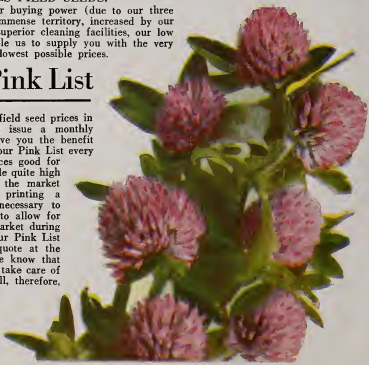 r buying power (due to our three
mmense territory, increased by our
uperior cleaning facilities, our low
le us to supply you with the very
lowest possible prices.
ink List
field seed prices in
issue a monthly
ve you the benefit
our Pink List every
ces good for
le quite high
the market
printing a
necessary to
to allow for
arket during
ur Pink List
quote at the
e know that
take care of
ll, therefore,